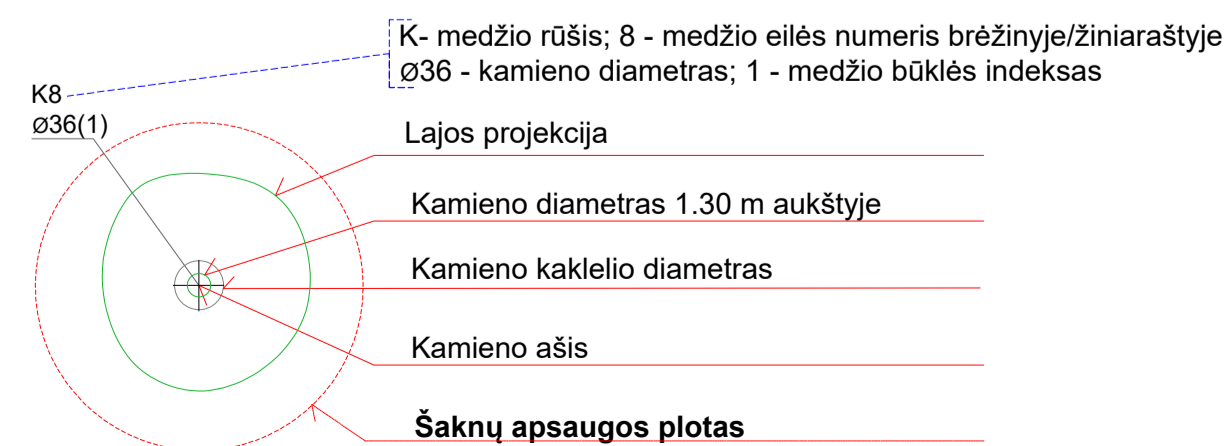 K- medžio rūšis; 8 - medžio eilės numeris brėžinyje/žiniaraštyje
Ø36 - kamieno diametras; 1 - medžio būklės indeksas
K8
Ø36(1)
Lajos projekcija
Kamieno diametras 1.30 m aukštyje
Kamieno kaklelio diametras
Kamieno ašis
Šaknų apsaugos plotas